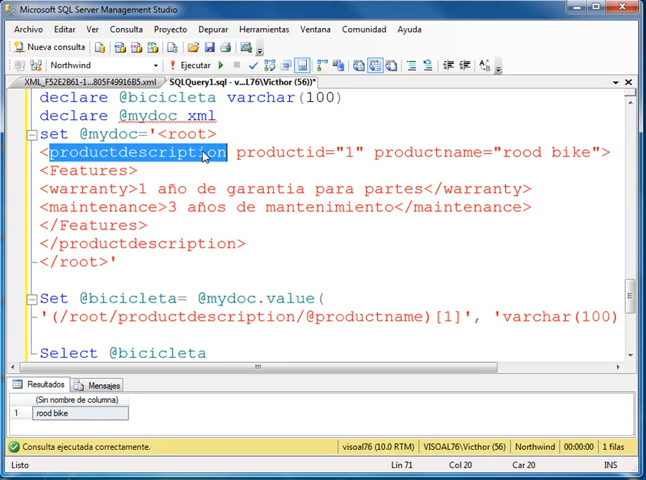 Microsoft SQL Server Management Studio
Archivo Editar Ver Consulta Proyecto Depurar Herramientas Ventana Comunidad Ayuda
Nueva consulta
Northwind Ejecutar
XML_F52E2B61-1...805F49916B5.xml SQLQuery1.sql - v...L76\Victhor (56))*
declare @bicicleta varchar(100)
declare @mydoc xml
set @mydoc='<root>
<productdescription productid="1" productname="rood bike">
<Features>
<warranty>1 año de garantia para partes</warranty>
<maintenance>3 años de mantenimiento</maintenance>
</Features>
</productdescription>
</root>'
Set @bicicleta= @mydoc.value(
'(/root/productdescription/@productname)[1]', 'varchar(100)
Select @bicicleta
Resultados Mensajes
(Sin nombre de columna)
1 rood bike
Consulta ejecutada correctamente. visoal76 (10.0 RTM) VISOAL76\Victhor (56) Northwind 00:00:00 1 filas
Listo Lín 71 Col 20 Car 20 INS